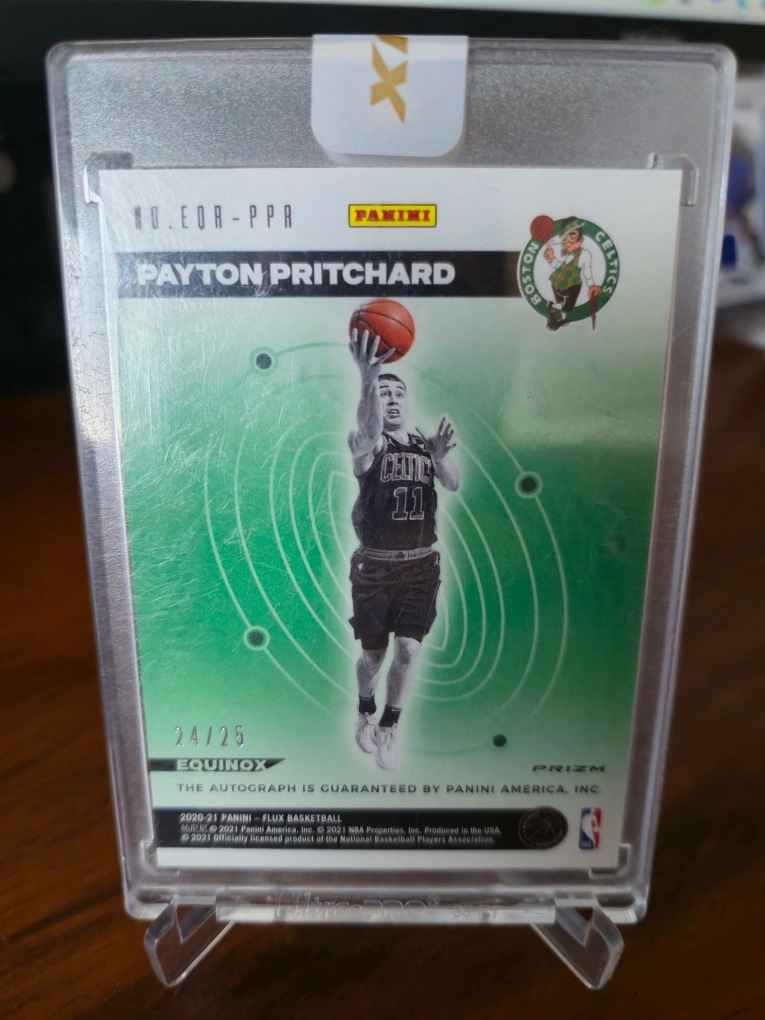 NO.EQR-PPR
PANINI
PAYTON PRITCHARD
BOSTON CELTICS
CELTICS
11
24/25
EQUINOX
PRIZM
THE AUTOGRAPH IS GUARANTEED BY PANINI AMERICA, INC.
2020-21 PANINI – FLUX BASKETBALL
© 2021 Panini America, Inc. © 2021 NBA Properties, Inc. Produced in the USA.
© 2021 Officially licensed product of the National Basketball Players Association.
Ultra-PRO®